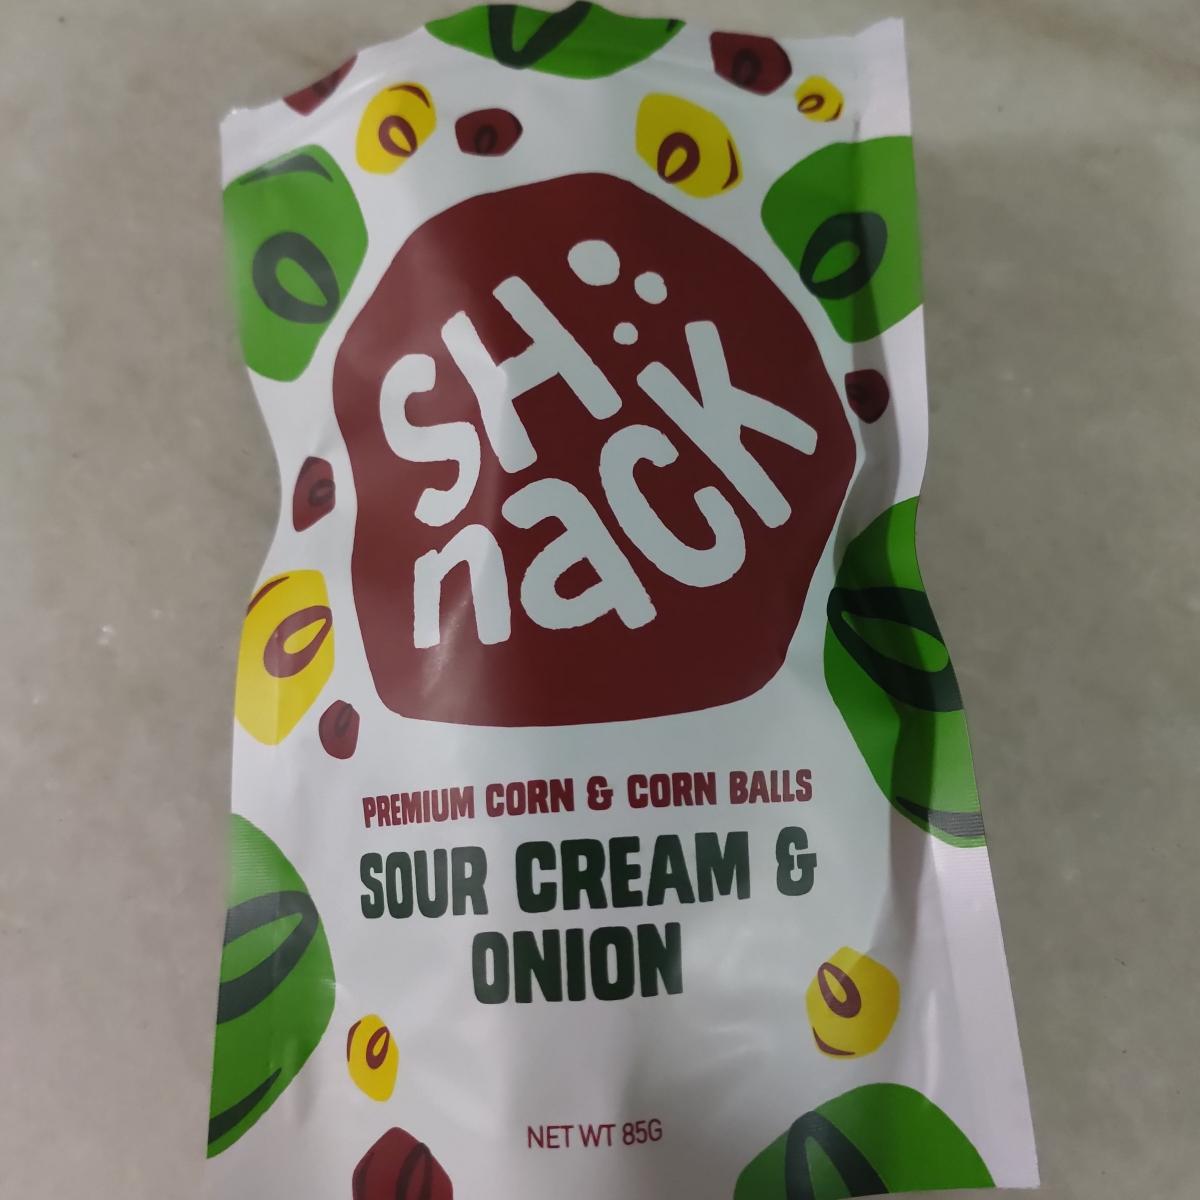 SH
nacK
PREMIUM CORN & CORN BALLS
SOUR CREAM &
ONION
NET WT 85G